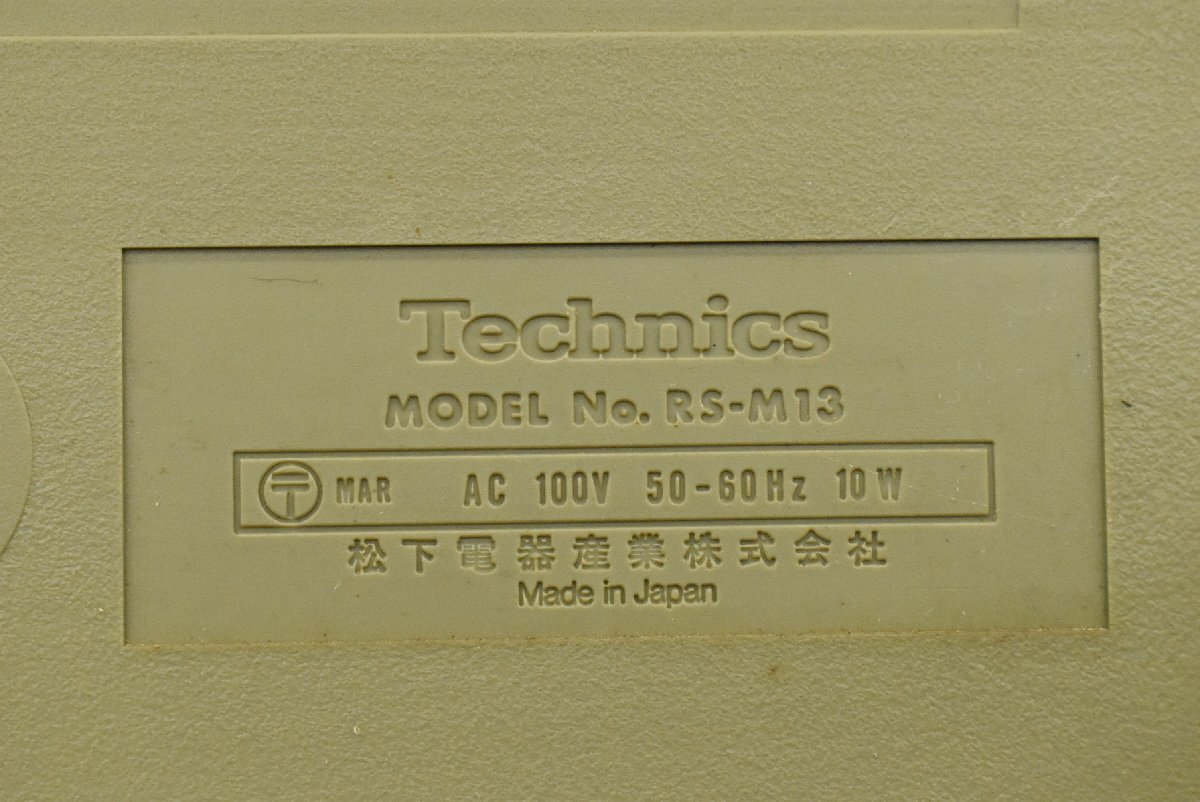 Technics
MODEL No. RS-M13
〒 MAR AC 100V 50-60Hz 10W
松下電器産業株式会社
Made in Japan